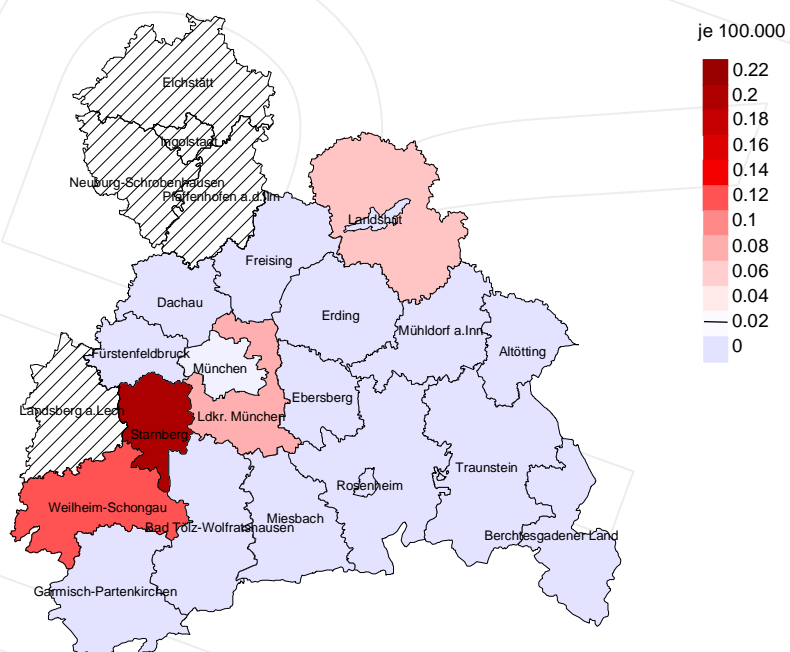 je 100.000
0.22
0.2
0.18
0.16
0.14
0.12
0.1
0.08
0.06
0.04
0.02
0
Eichstätt
Ingolstadt
Neuburg-Schrobenhausen
Pfaffenhofen a.d.Ilm
Landshut
Freising
Dachau
Erding
Mühldorf a.Inn
Altötting
Fürstenfeldbruck
München
Ebersberg
Landsberg a.Lech
Ldkr. München
Starnberg
Traunstein
Rosenheim
Weilheim-Schongau
Miesbach
Bad Tölz-Wolfratshausen
Berchtesgadener Land
Garmisch-Partenkirchen